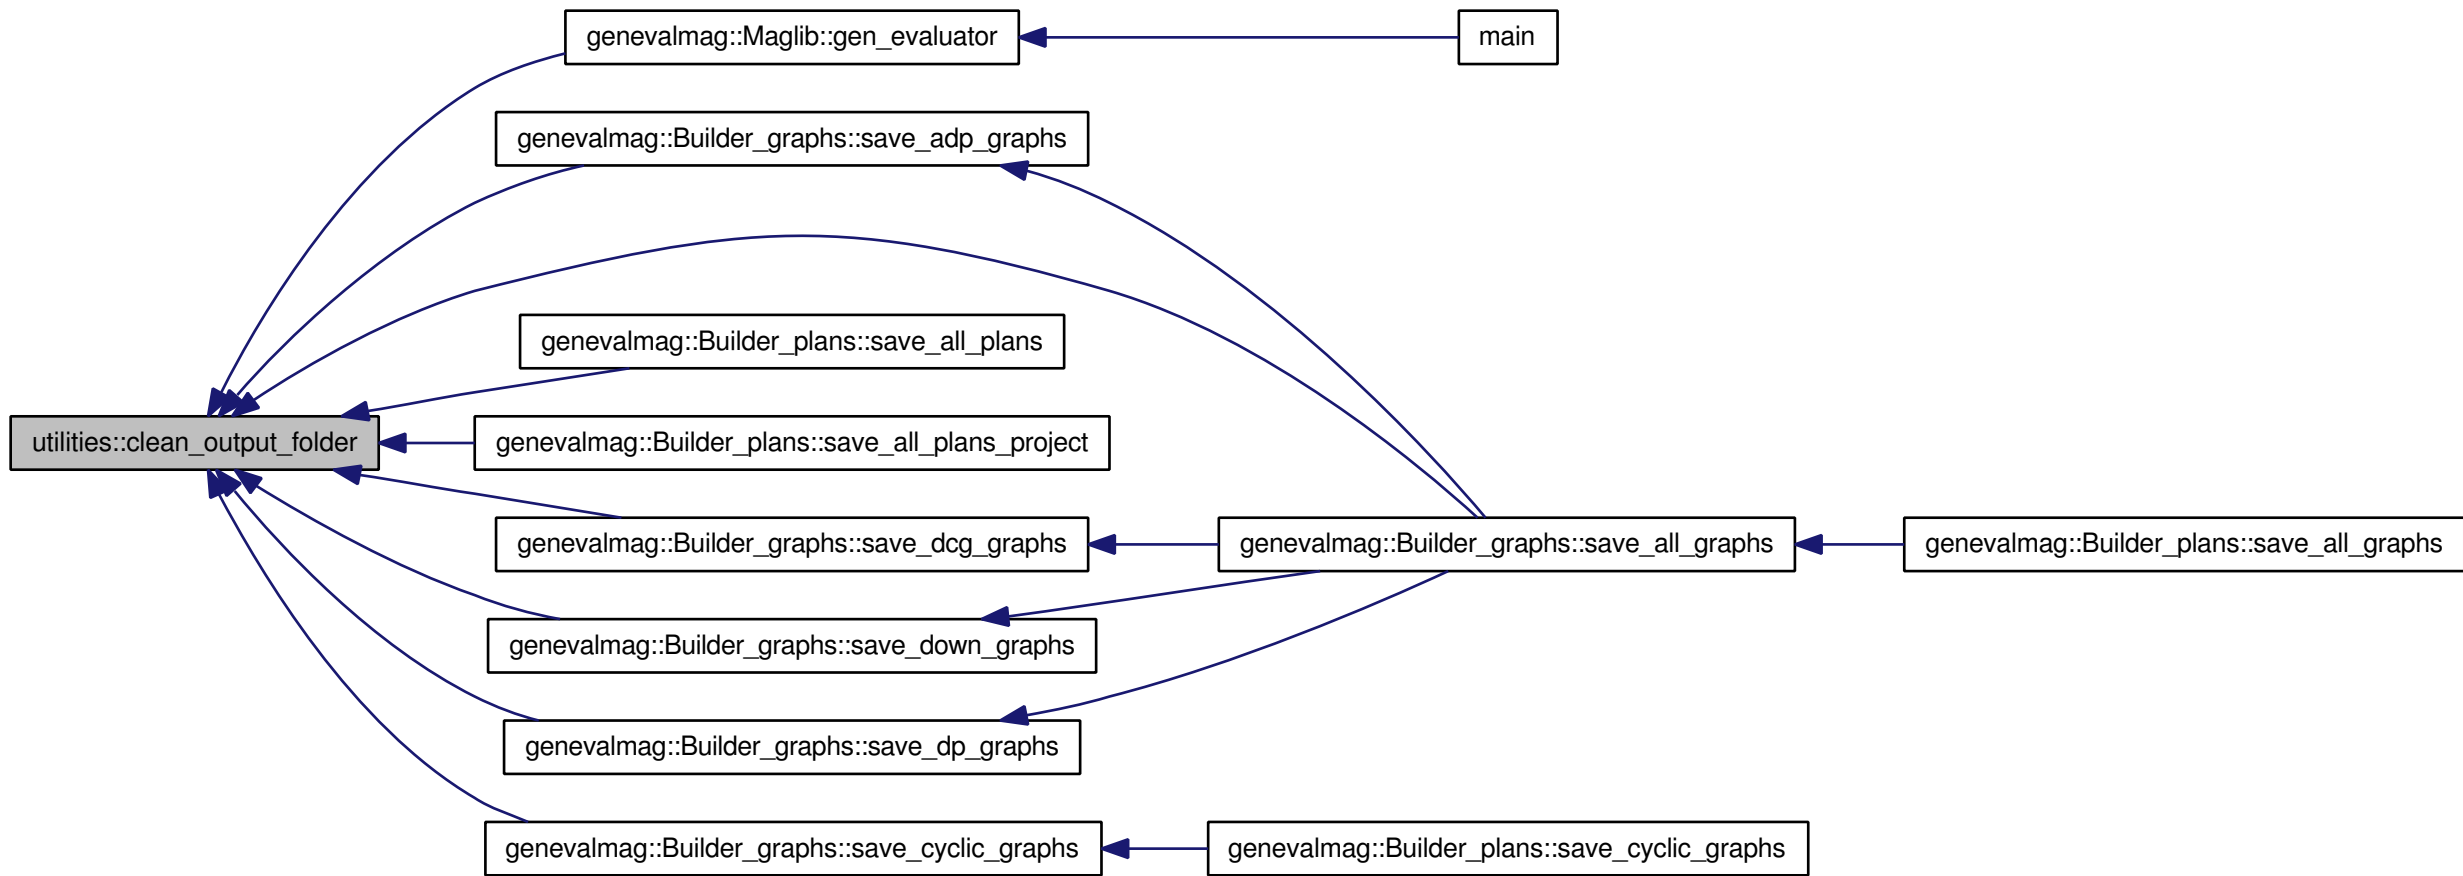 genevalmag::Maglib::gen_evaluator
main
genevalmag::Builder_graphs::save_adp_graphs
genevalmag::Builder_plans::save_all_plans
utilities::clean_output_folder
genevalmag::Builder_plans::save_all_plans_project
genevalmag::Builder_graphs::save_dcg_graphs
genevalmag::Builder_graphs::save_all_graphs
genevalmag::Builder_plans::save_all_graphs
genevalmag::Builder_graphs::save_down_graphs
genevalmag::Builder_graphs::save_dp_graphs
genevalmag::Builder_graphs::save_cyclic_graphs
genevalmag::Builder_plans::save_cyclic_graphs